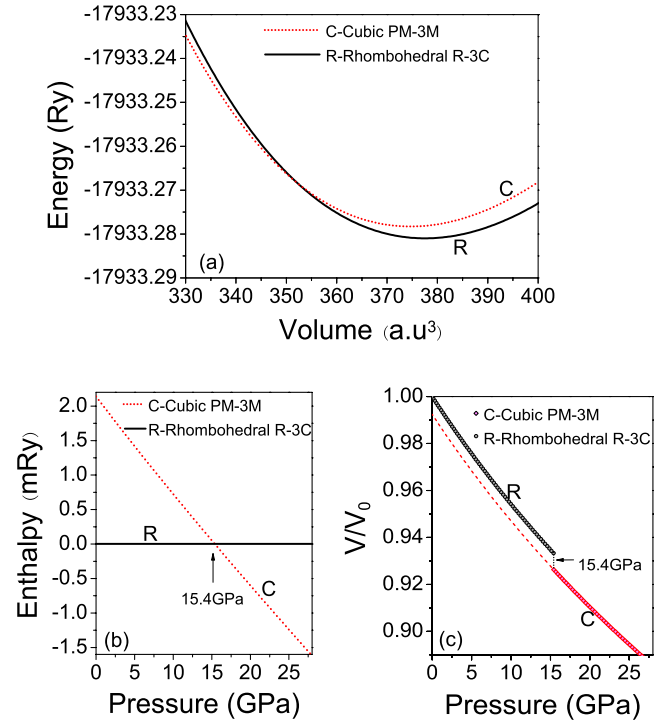 -17933.23
-17933.24
-17933.25
-17933.26
-17933.27
-17933.28
-17933.29
Energy (Ry)
C-Cubic PM-3M
R-Rhombohedral R-3C
C
R
(a)
330 340 350 360 370 380 390 400
Volume (a.u³)
2.0
1.5
1.0
0.5
0.0
-0.5
-1.0
-1.5
Enthalpy (mRy)
C-Cubic PM-3M
R-Rhombohedral R-3C
R
15.4GPa
C
(b)
0 5 10 15 20 25
Pressure (GPa)
1.00
0.98
0.96
0.94
0.92
0.90
V/V₀
C-Cubic PM-3M
R-Rhombohedral R-3C
R
15.4GPa
C
(c)
0 5 10 15 20 25
Pressure (GPa)